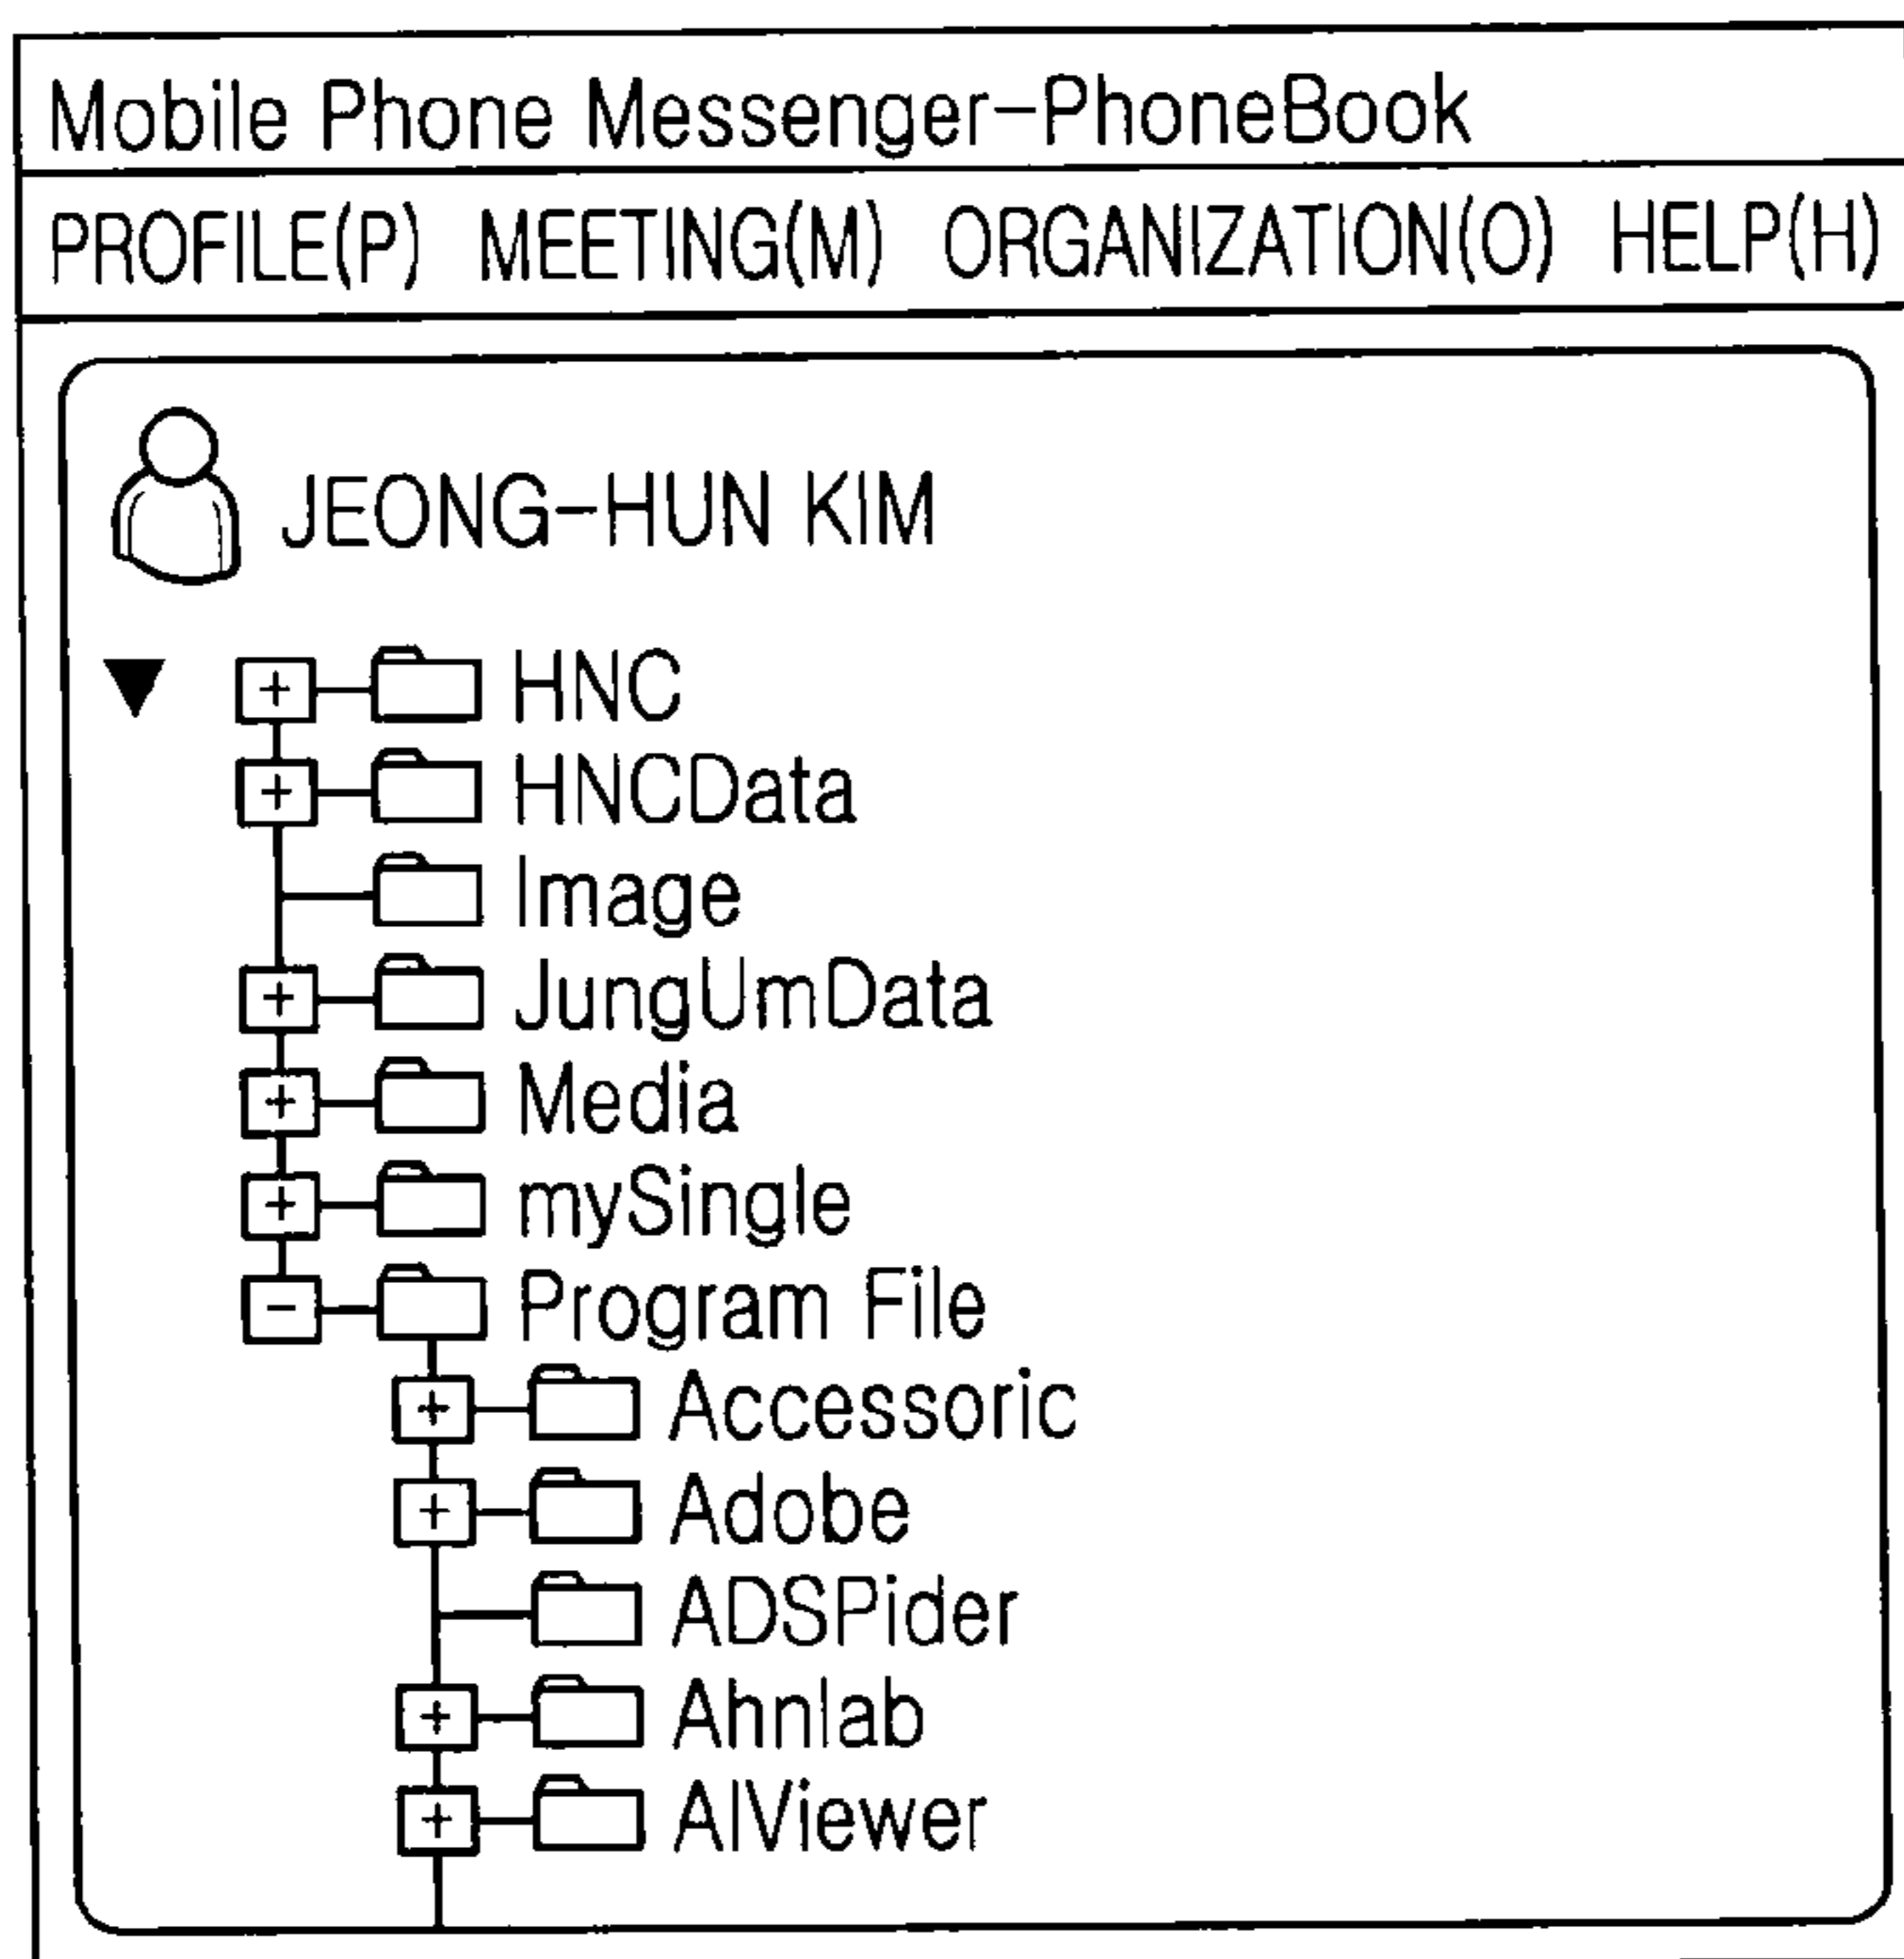 Mobile Phone Messenger-PhoneBook
PROFILE(P) MEETING(M) ORGANIZATION(O) HELP(H)
JEONG-HUN KIM
HNC
HNCData
Image
JungUmData
Media
mySingle
Program File
Accessoric
Adobe
ADSPider
Ahnlab
AIViewer